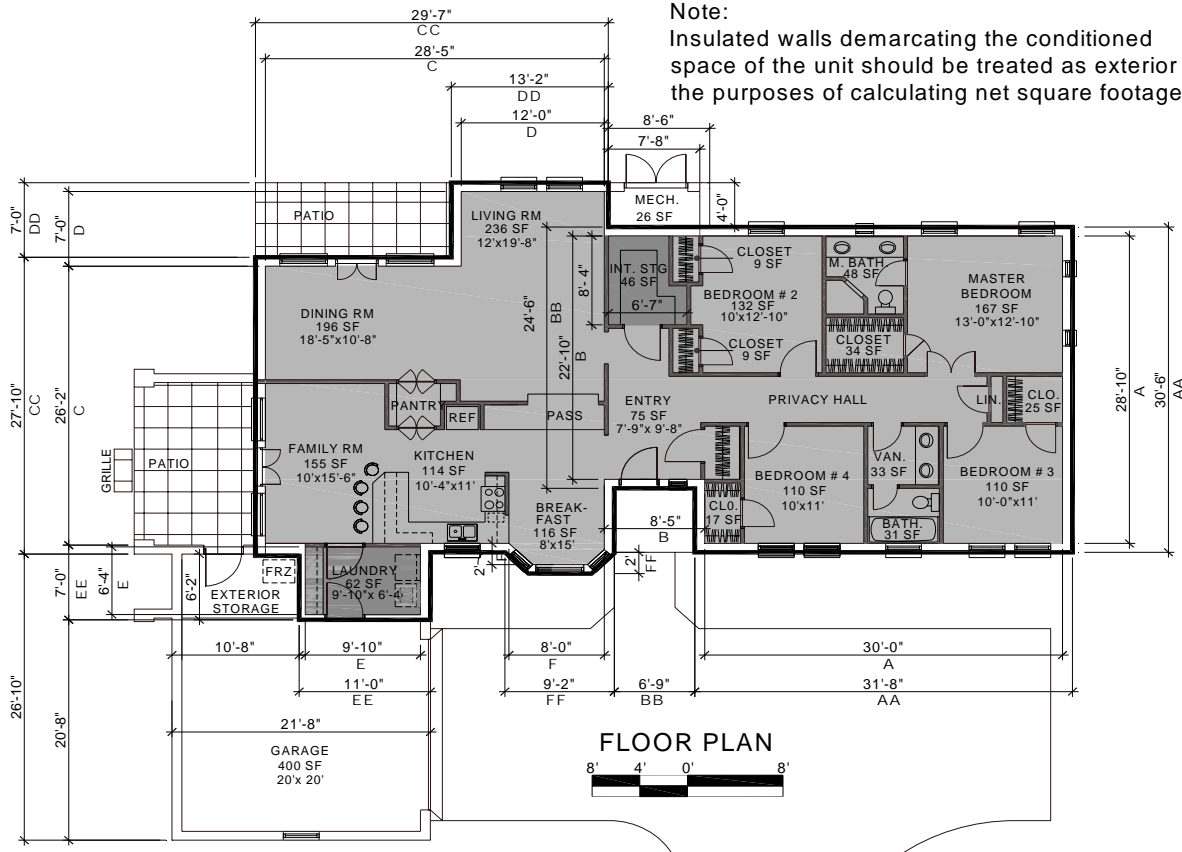 Note:
Insulated walls demarcating the conditioned
space of the unit should be treated as exterior
the purposes of calculating net square footage
29'-7"
CC
28'-5"
C
13'-2"
DD
12'-0"
D
8'-6"
7'-8"
7'-0"
DD
7'-0"
D
4'-0"
PATIO
LIVING RM
236 SF
12'x19'-8"
MECH.
26 SF
INT. STG
46 SF
6'-7"
8'- 4"
CLOSET
9 SF
BEDROOM # 2
132 SF
10'x12'-10"
CLOSET
9 SF
M. BATH
48 SF
CLOSET
34 SF
MASTER
BEDROOM
167 SF
13'-0"x12'-10"
DINING RM
196 SF
18'-5"x10'-8"
24'-6"
BB
22'-10"
B
27'-10"
CC
26'-2"
C
28'-10"
A
30'-6"
AA
PANTRY
REF
PASS
ENTRY
75 SF
7'-9"x 9'-8"
PRIVACY HALL
LIN.
CLO.
25 SF
GRILLE
PATIO
FAMILY RM
155 SF
10'x15'-6"
KITCHEN
114 SF
10'-4"x11'
BREAK-
FAST
116 SF
8'x15'
CLO.
17 SF
BEDROOM # 4
110 SF
10'x11'
VAN.
33 SF
BATH.
31 SF
BEDROOM # 3
110 SF
10'-0"x11'
8'-5"
B
2'
F
2'
FF
7'-0"
EE
6'-4"
E
6'-2"
FRZ
EXTERIOR
STORAGE
LAUNDRY
62 SF
9'-10"x 6'-4"
10'-8"
9'-10"
E
11'-0"
EE
8'-0"
F
9'-2"
FF
6'-9"
BB
30'-0"
A
31'-8"
AA
26'-10"
20'-8"
21'-8"
GARAGE
400 SF
20'x 20'
FLOOR PLAN
8' 4' 0' 8'